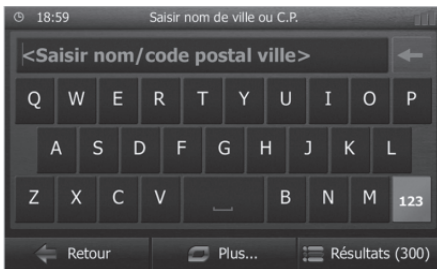 18:59 Saisir nom de ville ou C.P.
<Saisir nom/code postal ville>
Q W E R T Y U I O P
A S D F G H J K L
Z X C V B N M 123
Retour Plus... Résultats (300)